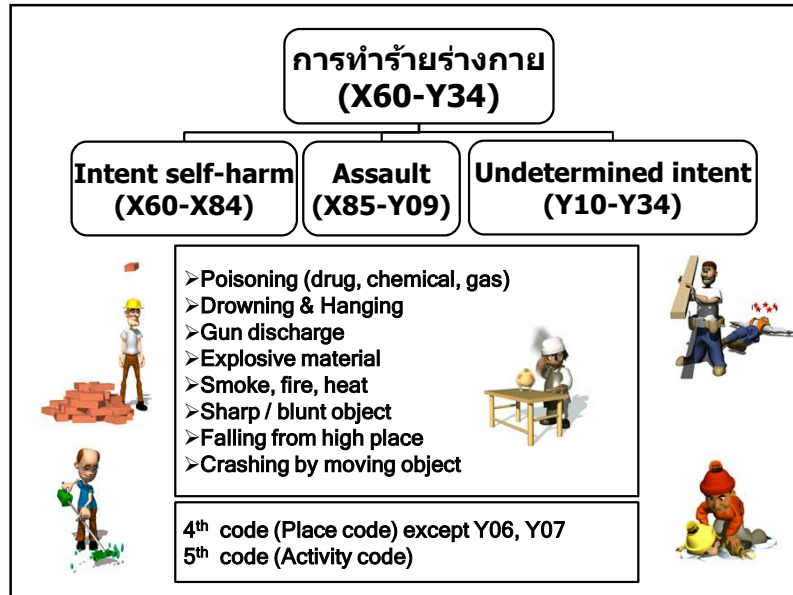 การทำร้ายร่างกาย
(X60-Y34)
Intent self-harm
(X60-X84)
Assault
(X85-Y09)
Undetermined intent
(Y10-Y34)
➢Poisoning (drug, chemical, gas)
➢Drowning & Hanging
➢Gun discharge
➢Explosive material
➢Smoke, fire, heat
➢Sharp / blunt object
➢Falling from high place
➢Crashing by moving object
4th code (Place code) except Y06, Y07
5th code (Activity code)